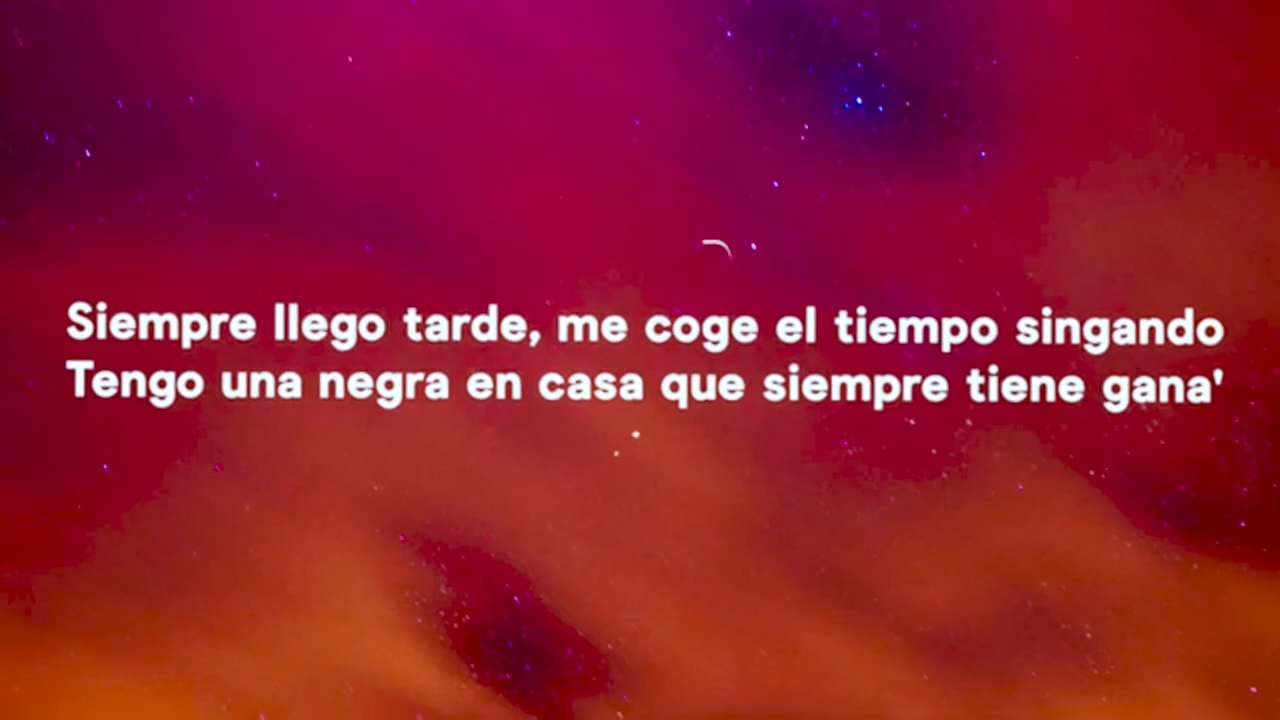 Siempre llego tarde, me coge el tiempo singando
Tengo una negra en casa que siempre tiene gana'